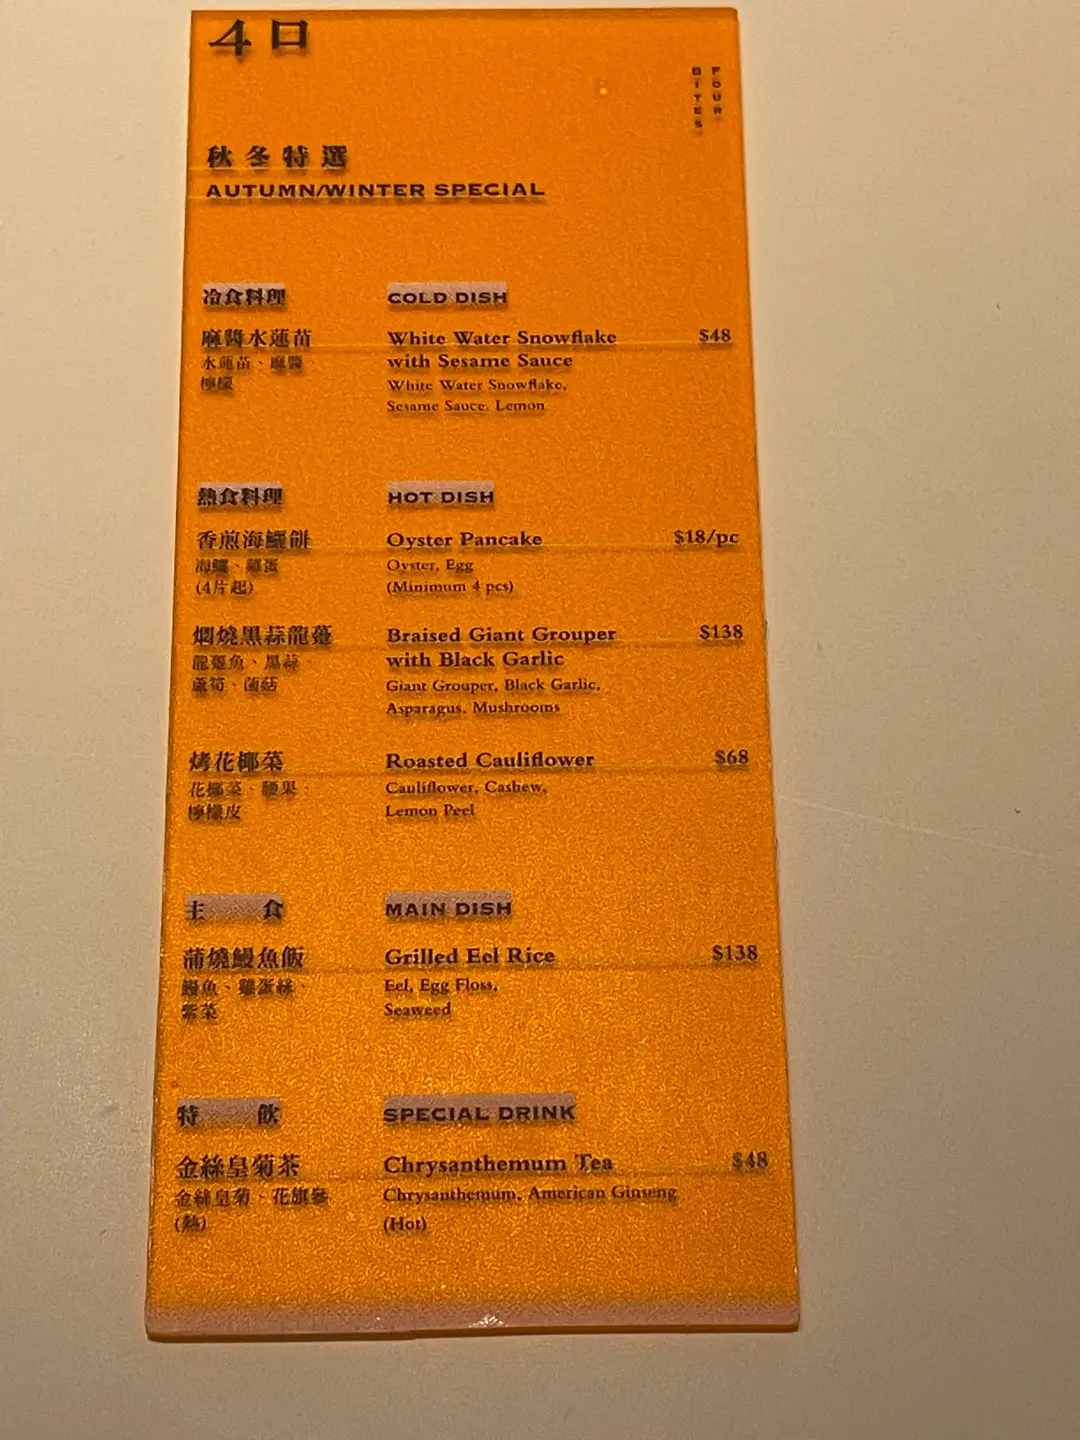 4口
FOUR
BITES
秋冬特選
AUTUMN/WINTER SPECIAL
冷食料理 COLD DISH
麻醬水蓮苗 White Water Snowflake $48
with Sesame Sauce
水蓮苗、麻醬、 White Water Snowflake,
檸檬 Sesame Sauce, Lemon
熱食料理 HOT DISH
香煎海鱺餅 Oyster Pancake $18/pc
海鱺、雞蛋 Oyster, Egg
(4片起) (Minimum 4 pcs)
燜燒黑蒜龍躉 Braised Giant Grouper $138
with Black Garlic
龍躉魚、黑蒜、 Giant Grouper, Black Garlic,
蘆筍、菌菇 Asparagus, Mushrooms
烤花椰菜 Roasted Cauliflower $68
花椰菜、腰果、 Cauliflower, Cashew,
檸檬皮 Lemon Peel
主食 MAIN DISH
蒲燒鰻魚飯 Grilled Eel Rice $138
鰻魚、雞蛋絲、 Eel, Egg Floss,
紫菜 Seaweed
特飲 SPECIAL DRINK
金絲皇菊茶 Chrysanthemum Tea $48
金絲皇菊、花旗參 Chrysanthemum, American Ginseng
(熱) (Hot)